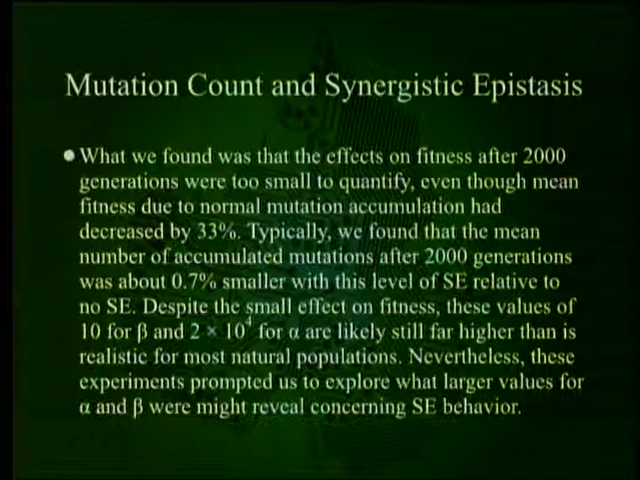 Mutation Count and Synergistic Epistasis
● What we found was that the effects on fitness after 2000
generations were too small to quantify, even though mean
fitness due to normal mutation accumulation had
decreased by 33%. Typically, we found that the mean
number of accumulated mutations after 2000 generations
was about 0.7% smaller with this level of SE relative to
no SE. Despite the small effect on fitness, these values of
10 for β and 2 × 10⁴ for α are likely still far higher than is
realistic for most natural populations. Nevertheless, these
experiments prompted us to explore what larger values for
α and β were might reveal concerning SE behavior.